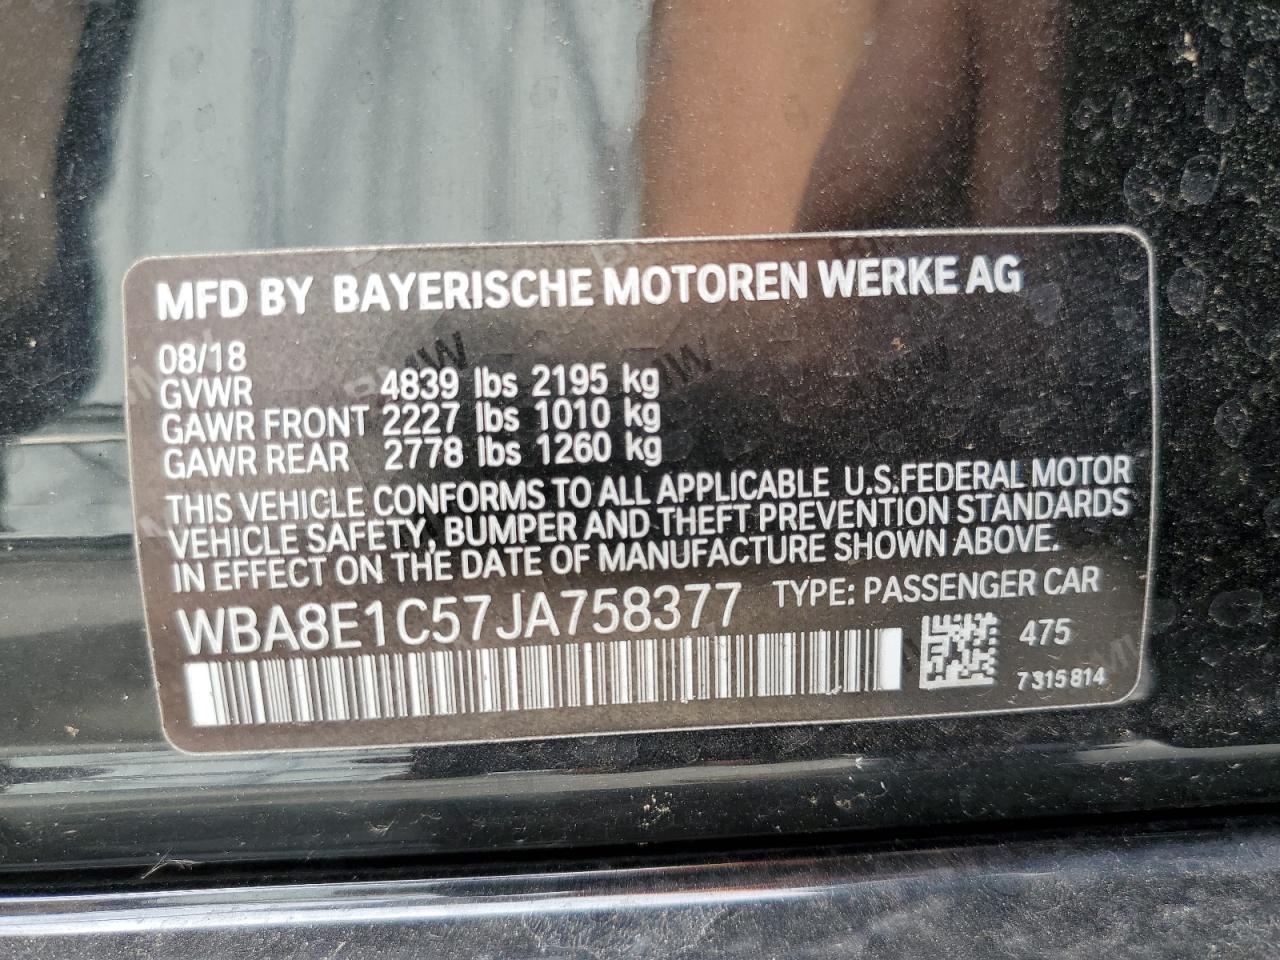 MFD BY BAYERISCHE MOTOREN WERKE AG
08/18
GVWR 4839 lbs 2195 kg
GAWR FRONT 2227 lbs 1010 kg
GAWR REAR 2778 lbs 1260 kg
THIS VEHICLE CONFORMS TO ALL APPLICABLE U.S.FEDERAL MOTOR
VEHICLE SAFETY, BUMPER AND THEFT PREVENTION STANDARDS
IN EFFECT ON THE DATE OF MANUFACTURE SHOWN ABOVE.
WBA8E1C57JA758377 TYPE: PASSENGER CAR
475
7315814